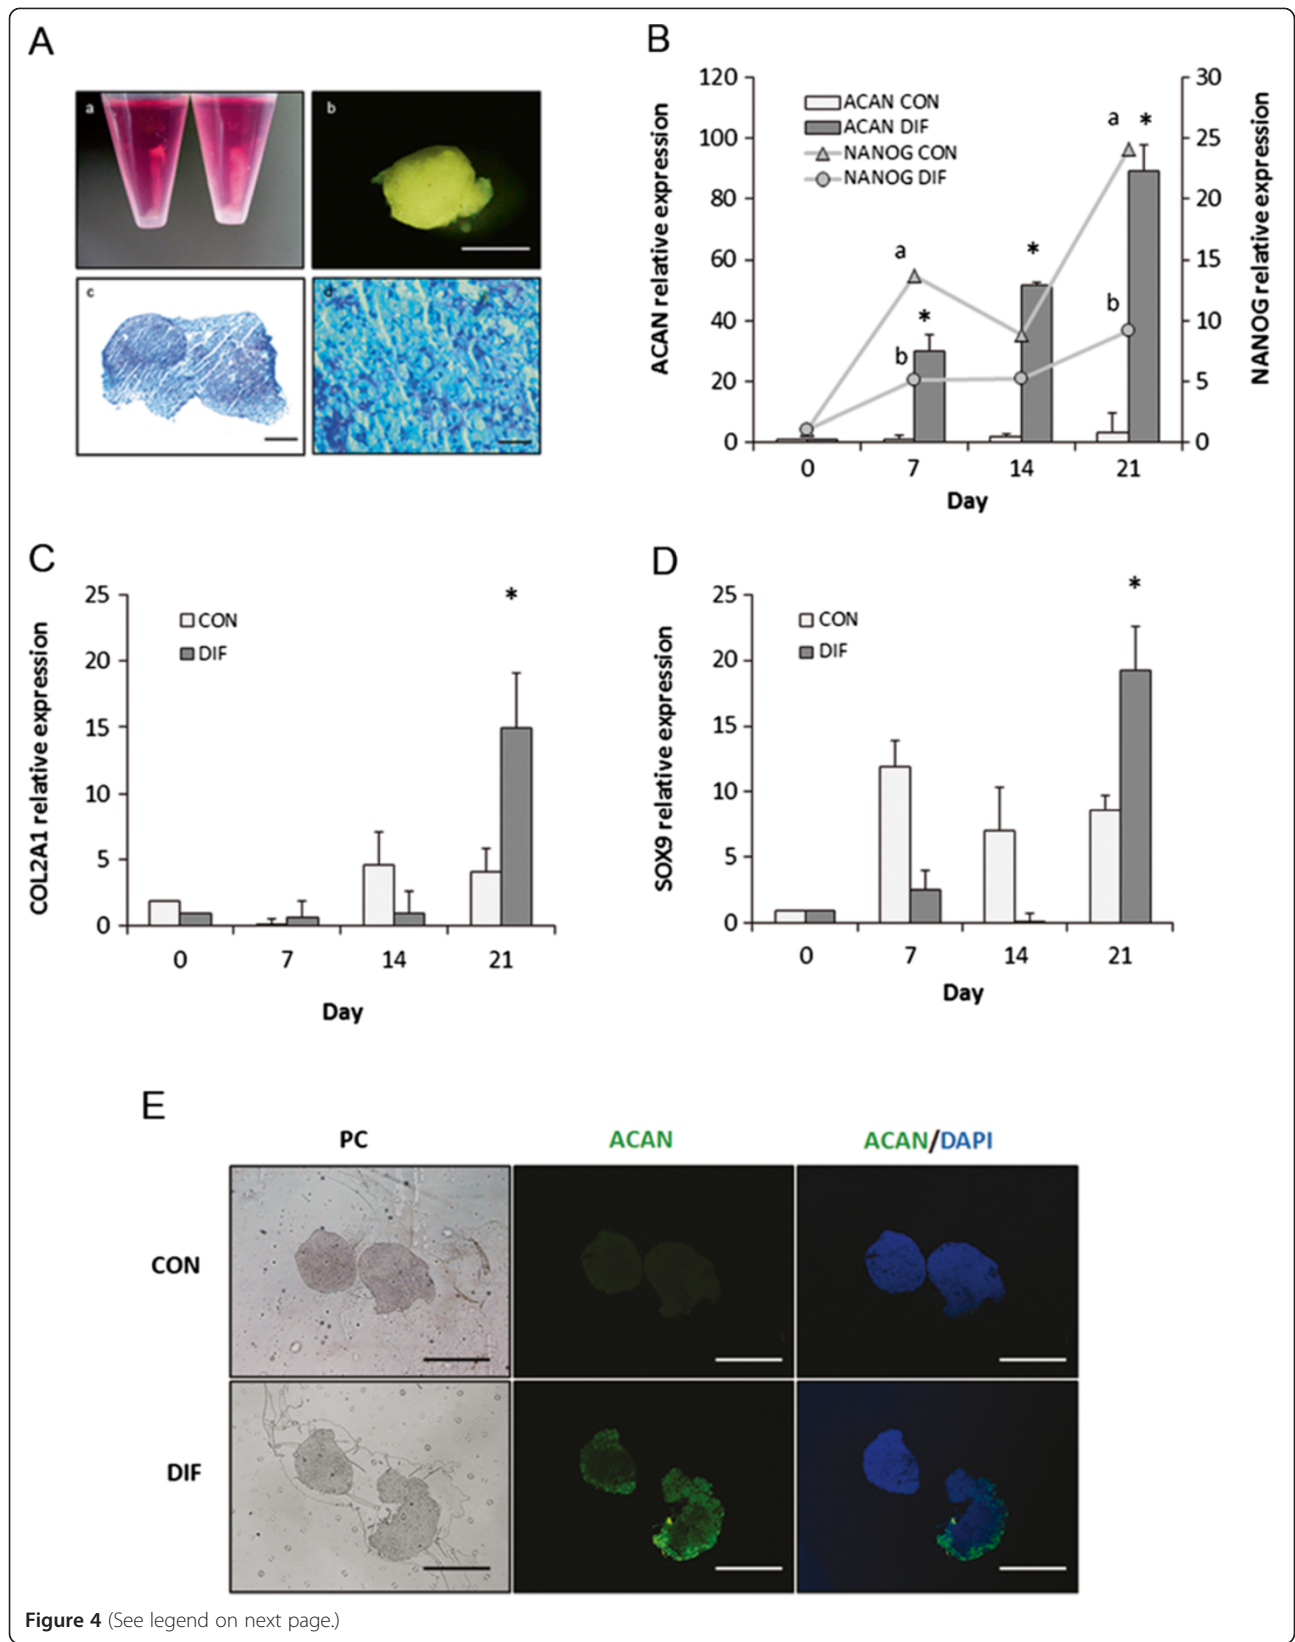 A
a
b
c
d
B
ACAN relative expression
120
100
80
60
40
20
0
ACAN CON
ACAN DIF
NANOG CON
NANOG DIF
a
*
a
*
*
b
b
30
25
20
15
10
5
0
NANOG relative expression
0 7 14 21
Day
C
COL2A1 relative expression
25
20
15
10
5
0
CON
DIF
*
0 7 14 21
Day
D
SOX9 relative expression
25
20
15
10
5
0
CON
DIF
*
0 7 14 21
Day
E
PC ACAN ACAN/DAPI
CON
DIF
Figure 4 (See legend on next page.)